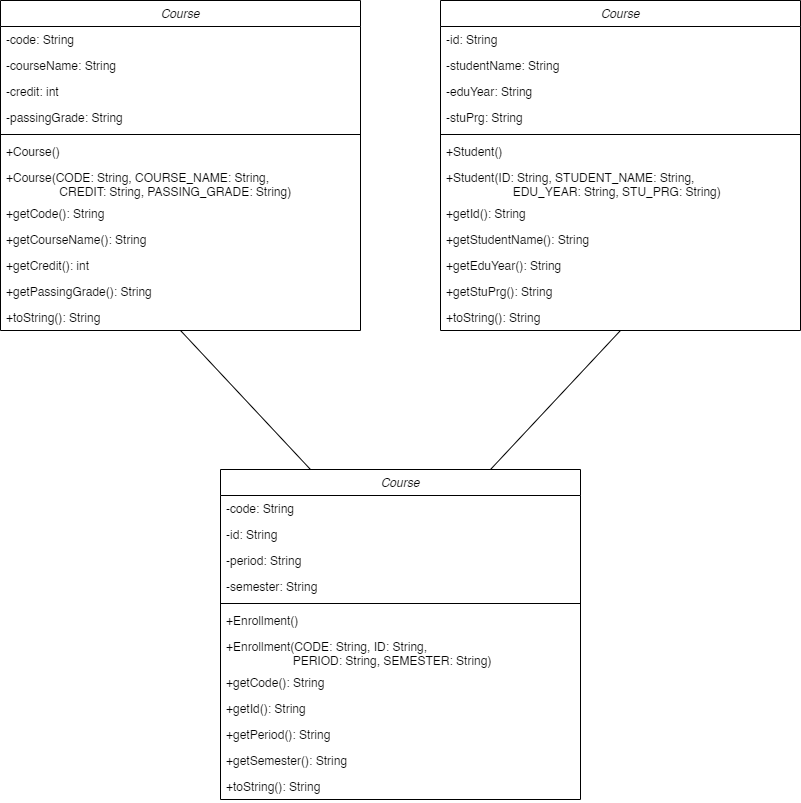 Course
-code: String
-courseName: String
-credit: int
-passingGrade: String
+Course()
+Course(CODE: String, COURSE_NAME: String,
CREDIT: String, PASSING_GRADE: String)
+getCode(): String
+getCourseName(): String
+getCredit(): int
+getPassingGrade(): String
+toString(): String
Course
-id: String
-studentName: String
-eduYear: String
-stuPrg: String
+Student()
+Student(ID: String, STUDENT_NAME: String,
EDU_YEAR: String, STU_PRG: String)
+getId(): String
+getStudentName(): String
+getEduYear(): String
+getStuPrg(): String
+toString(): String
Course
-code: String
-id: String
-period: String
-semester: String
+Enrollment()
+Enrollment(CODE: String, ID: String,
PERIOD: String, SEMESTER: String)
+getCode(): String
+getId(): String
+getPeriod(): String
+getSemester(): String
+toString(): String